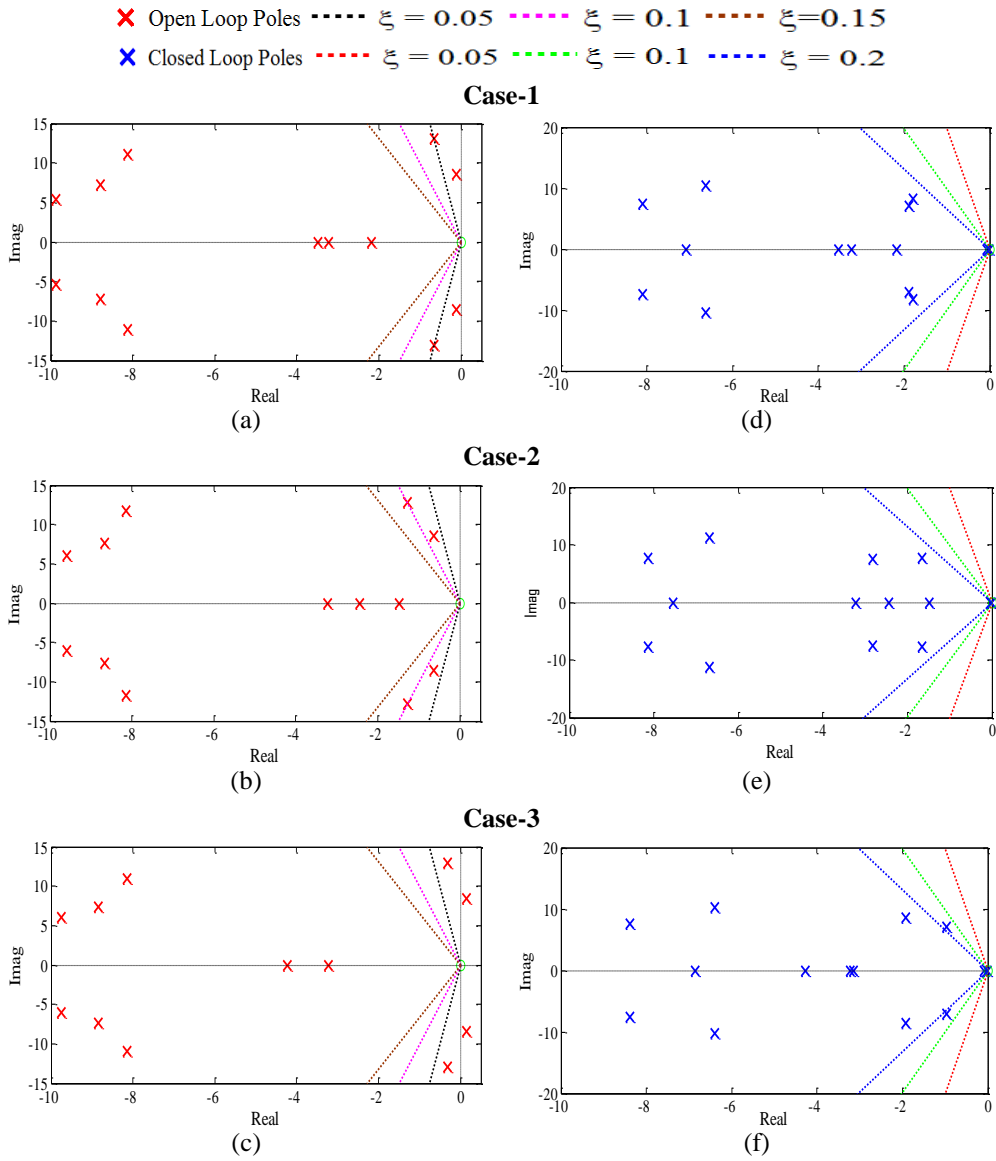 Open Loop Poles ξ = 0.05 ξ = 0.1 ξ=0.15
Closed Loop Poles ξ = 0.05 ξ = 0.1 ξ = 0.2
Case-1
15
10
5
0
-5
-10
-15
Imag
-10 -8 -6 -4 -2 0
Real
(a)
20
10
0
-10
-20
Imag
-10 -8 -6 -4 -2 0
Real
(d)
Case-2
15
10
5
0
-5
-10
-15
Imag
-10 -8 -6 -4 -2 0
Real
(b)
20
10
0
-10
-20
Imag
-10 -8 -6 -4 -2 0
Real
(e)
Case-3
15
10
5
0
-5
-10
-15
Imag
-10 -8 -6 -4 -2 0
Real
(c)
20
10
0
-10
-20
Imag
-10 -8 -6 -4 -2 0
Real
(f)